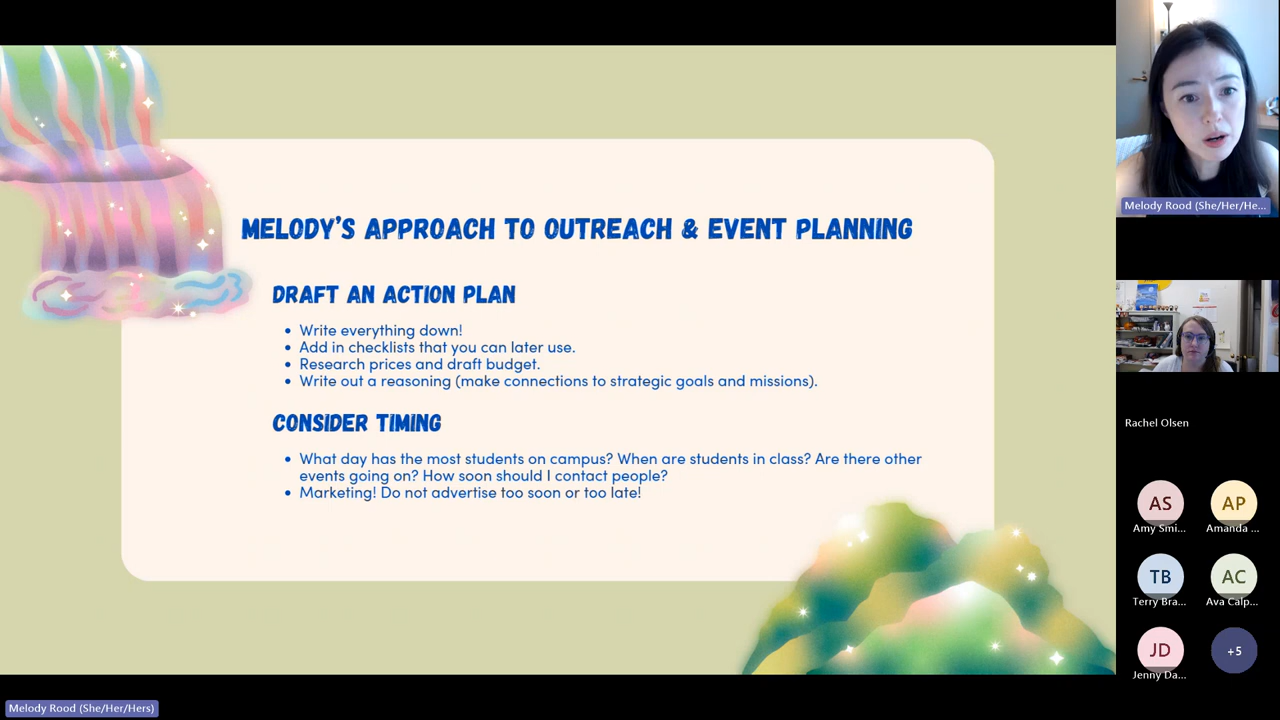 MELODY'S APPROACH TO OUTREACH & EVENT PLANNING
DRAFT AN ACTION PLAN
• Write everything down!
• Add in checklists that you can later use.
• Research prices and draft budget.
• Write out a reasoning (make connections to strategic goals and missions).
CONSIDER TIMING
• What day has the most students on campus? When are students in class? Are there other
events going on? How soon should I contact people?
• Marketing! Do not advertise too soon or too late!
Melody Rood (She/Her/He...
Rachel Olsen
AS
AP
Amy Smi...
Amanda ...
TB
AC
Terry Bra...
Ava Calp...
JD
+5
Jenny Da...
Melody Rood (She/Her/Hers)